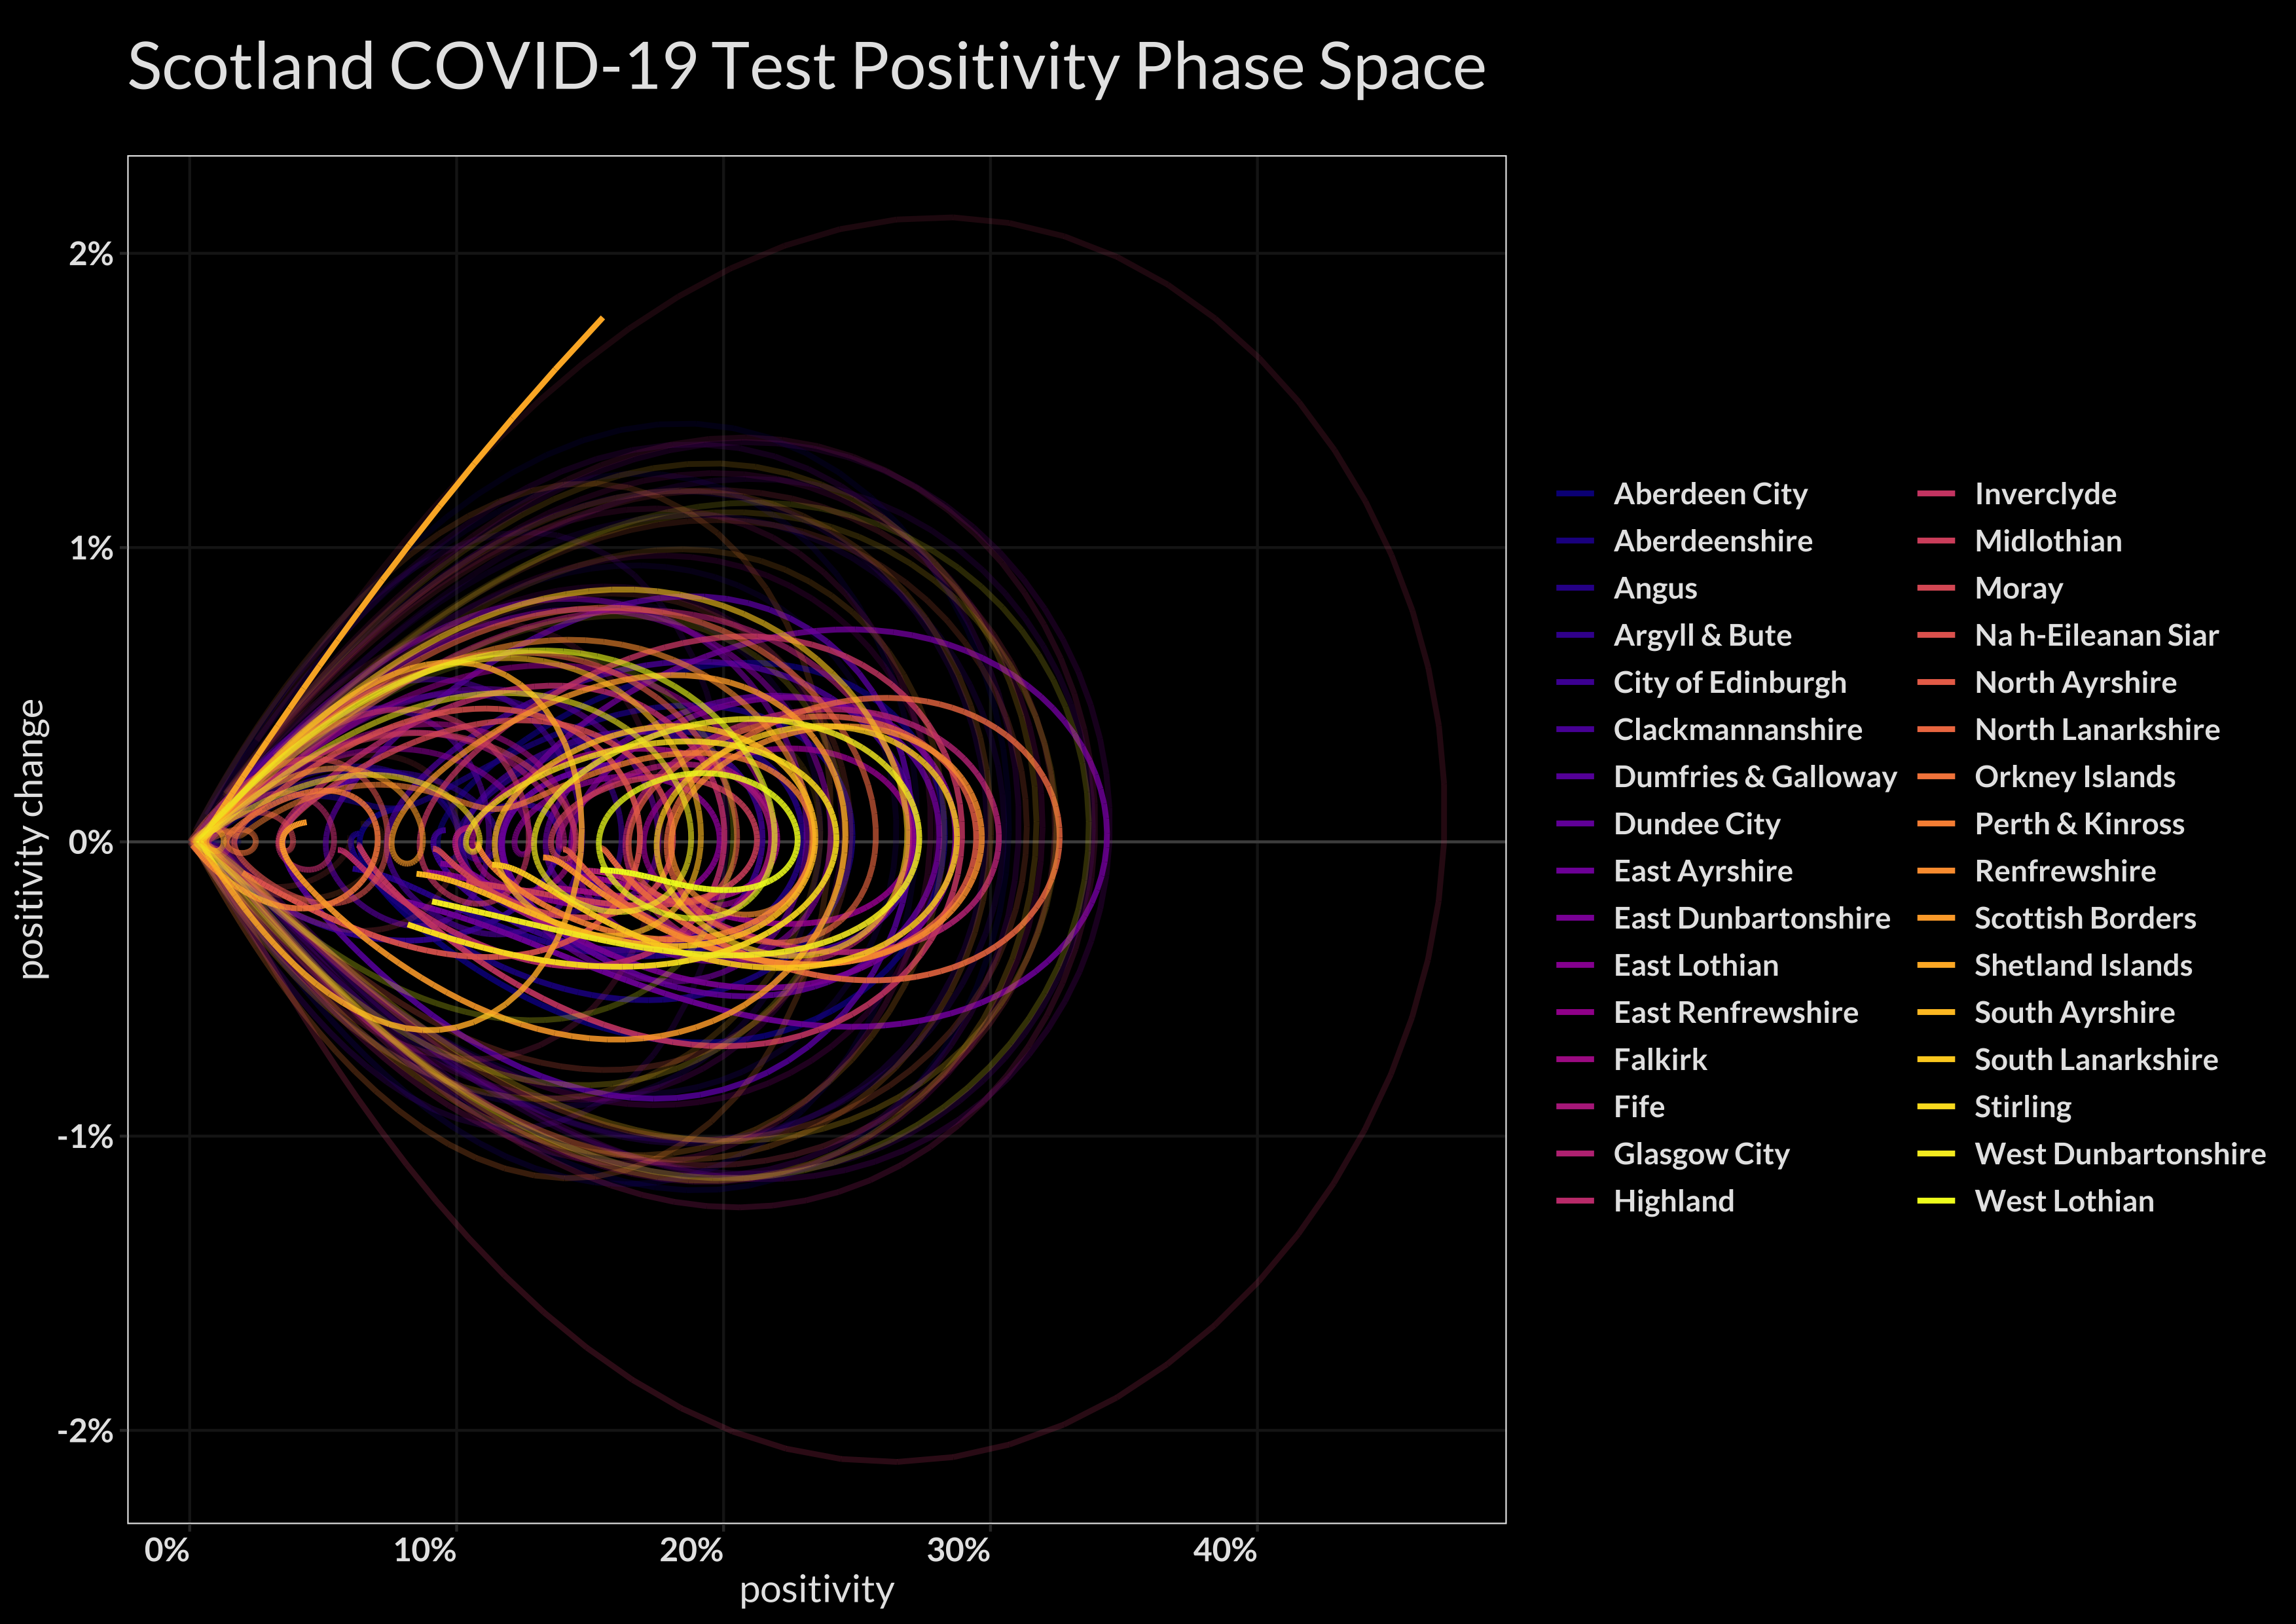 Scotland COVID-19 Test Positivity Phase Space
positivity change
2%
1%
0%
-1%
-2%
0%
10%
20%
30%
40%
positivity
Aberdeen City
Aberdeenshire
Angus
Argyll & Bute
City of Edinburgh
Clackmannanshire
Dumfries & Galloway
Dundee City
East Ayrshire
East Dunbartonshire
East Lothian
East Renfrewshire
Falkirk
Fife
Glasgow City
Highland
Inverclyde
Midlothian
Moray
Na h-Eileanan Siar
North Ayrshire
North Lanarkshire
Orkney Islands
Perth & Kinross
Renfrewshire
Scottish Borders
Shetland Islands
South Ayrshire
South Lanarkshire
Stirling
West Dunbartonshire
West Lothian